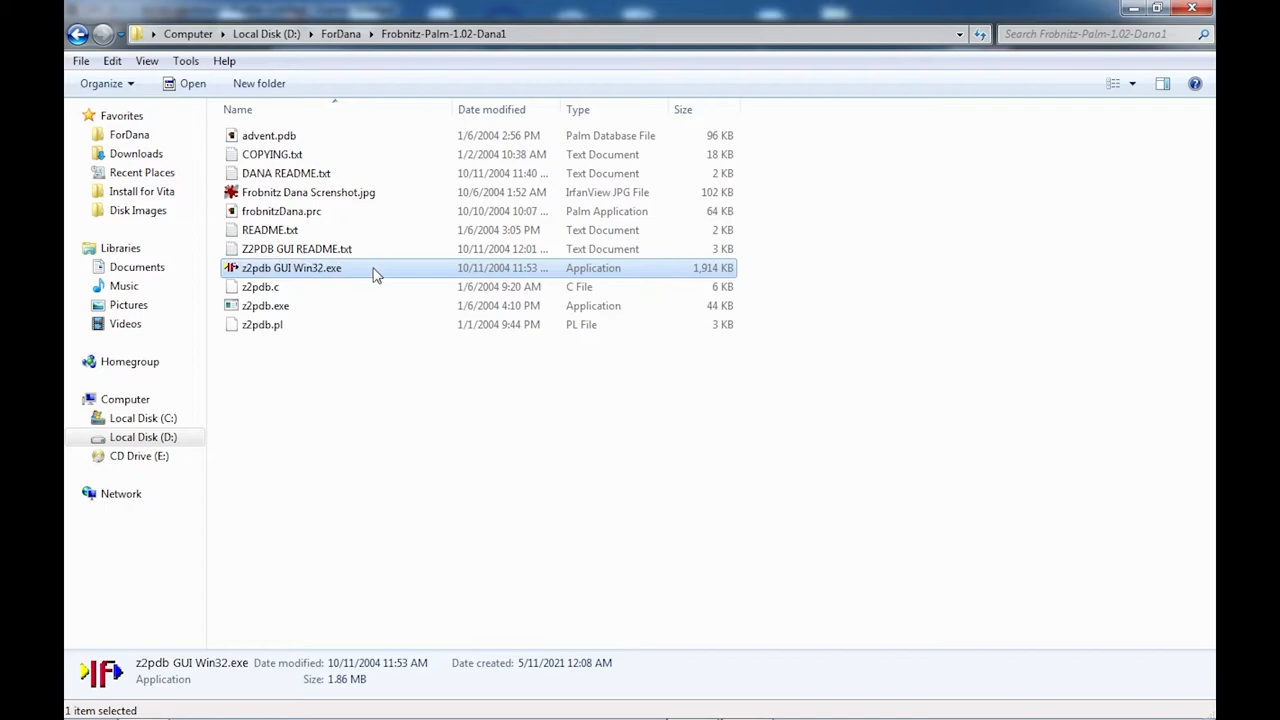 Computer Local Disk (D:) ForDana Frobnitz-Palm-1.02-Dana1 Search Frobnitz-Palm-1.02-Dana1
File Edit View Tools Help
Organize Open New folder
Name Date modified Type Size
Favorites
ForDana
Downloads
Recent Places
Install for Vita
Disk Images
Libraries
Documents
Music
Pictures
Videos
Homegroup
Computer
Local Disk (C:)
Local Disk (D:)
CD Drive (E:)
Network
advent.pdb 1/6/2004 2:56 PM Palm Database File 96 KB
COPYING.txt 1/2/2004 10:38 AM Text Document 18 KB
DANA README.txt 10/11/2004 11:40 ... Text Document 2 KB
Frobnitz Dana Screnshot.jpg 10/6/2004 1:52 AM IrfanView JPG File 102 KB
frobnitzDana.prc 10/10/2004 10:07 ... Palm Application 64 KB
README.txt 1/6/2004 3:05 PM Text Document 6 KB
Z2PDB GUI README.txt 10/11/2004 12:01 ... Text Document 3 KB
z2pdb GUI Win32.exe 10/11/2004 11:53 ... Application 1,914 KB
z2pdb.c 1/6/2004 9:20 AM C File 6 KB
z2pdb.exe 1/6/2004 4:10 PM Application 44 KB
z2pdb.pl 1/1/2004 9:44 PM PL File 3 KB
IF
z2pdb GUI Win32.exe Date modified: 10/11/2004 11:53 AM Date created: 5/11/2021 12:08 AM
Application Size: 1.86 MB
1 item selected